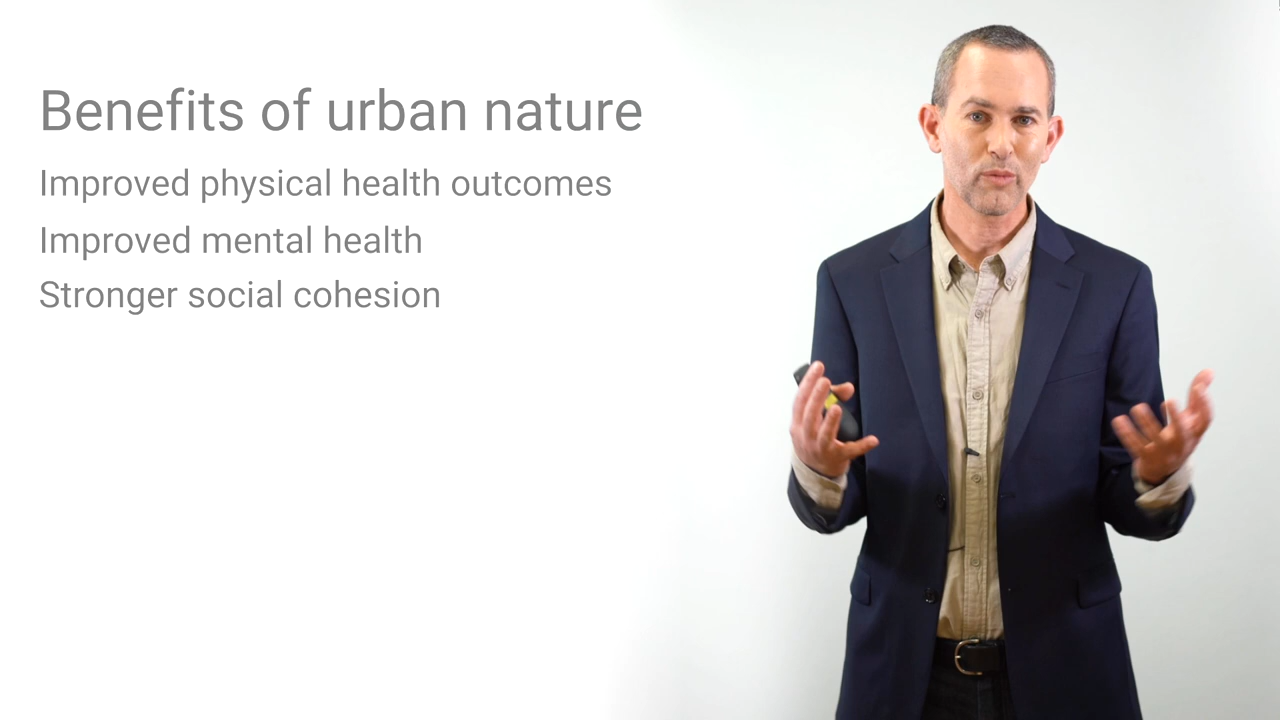 Benefits of urban nature
Improved physical health outcomes
Improved mental health
Stronger social cohesion